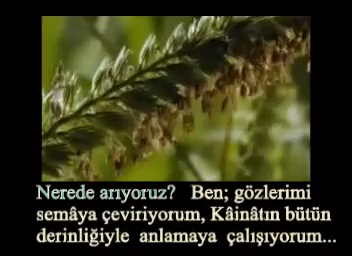 Nerede arıyoruz? Ben; gözlerimi
semâya çeviriyorum, Kâinâtın bütün
derinliğiyle anlamaya çalışıyorum...